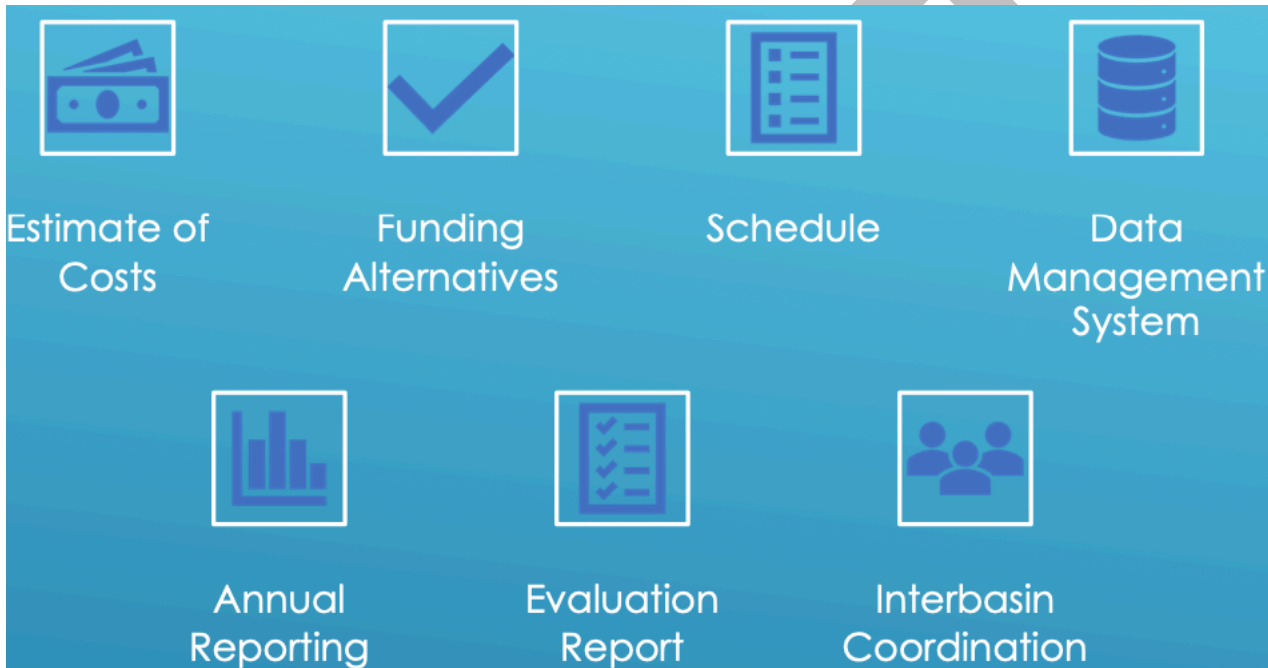 Estimate of
Costs
Funding
Alternatives
Schedule
Data
Management
System
Annual
Reporting
Evaluation
Report
Interbasin
Coordination